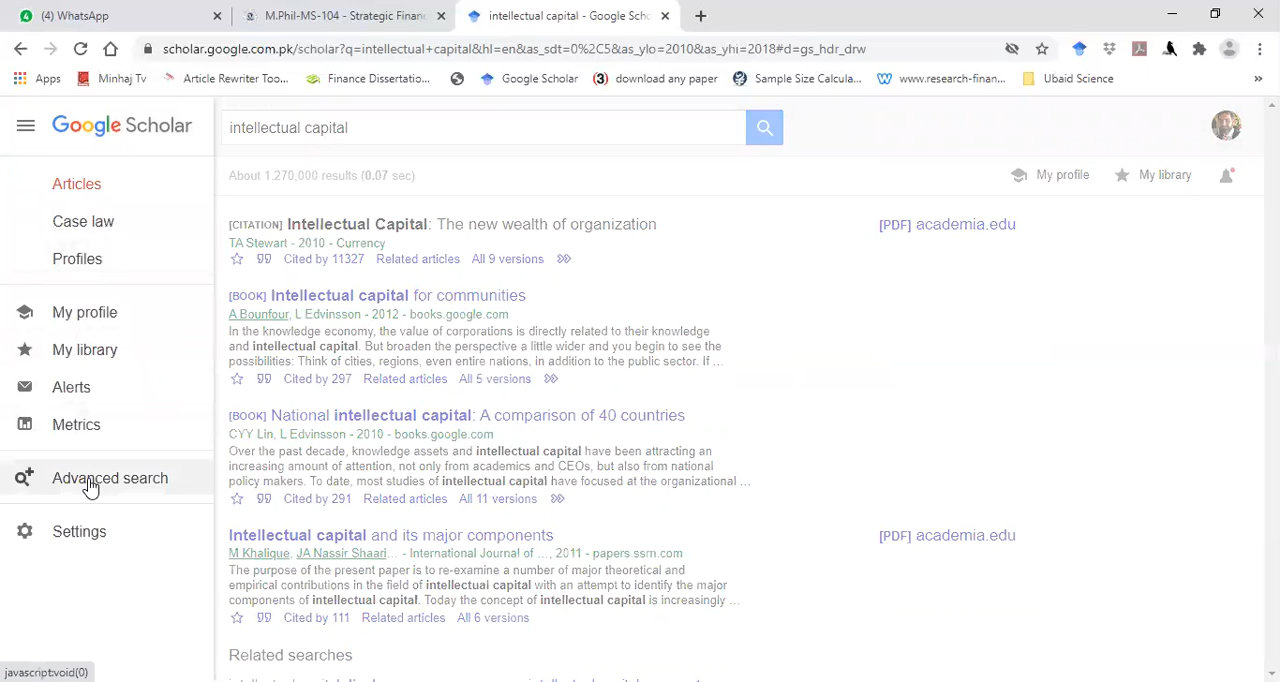 4 (4) WhatsApp
M.Phil-MS-104 - Strategic Finan
intellectual capital - Google Scho
scholar.google.com.pk/scholar?q=intellectual+capital&hl=en&as_sdt=0%2C5&as_ylo=2010&as_yhi=2018#d=gs_hdr_drw
Apps Minhaj Tv Article Rewriter Too... Finance Dissertatio... Google Scholar (3) download any paper Sample Size Calcula... www.research-finan... Ubaid Science »
Google Scholar
intellectual capital
About 1,270,000 results (0.07 sec)
My profile
My library
Articles
Case law
Profiles
My profile
My library
Alerts
Metrics
Advanced search
Settings
[CITATION] Intellectual Capital: The new wealth of organization
TA Stewart - 2010 - Currency
Cited by 11327 Related articles All 9 versions
[PDF] academia.edu
[BOOK] Intellectual capital for communities
A Bounfour, L Edvinsson - 2012 - books.google.com
In the knowledge economy, the value of corporations is directly related to their knowledge
and intellectual capital. But broaden the perspective a little wider and you begin to see the
possibilities: Think of cities, regions, even entire nations, in addition to the public sector. If ...
Cited by 297 Related articles All 5 versions
[BOOK] National intellectual capital: A comparison of 40 countries
CYY Lin, L Edvinsson - 2010 - books.google.com
Over the past decade, knowledge assets and intellectual capital have been attracting an
increasing amount of attention, not only from academics and CEOs, but also from national
policy makers. To date, most studies of intellectual capital have focused at the organizational ...
Cited by 291 Related articles All 11 versions
Intellectual capital and its major components
M Khalique, JA Nassir Shaari... - International Journal of ..., 2011 - papers.ssrn.com
The purpose of the present paper is to re-examine a number of major theoretical and
empirical contributions in the field of intellectual capital with an attempt to identify the major
components of intellectual capital. Today the concept of intellectual capital is increasingly ...
Cited by 111 Related articles All 6 versions
[PDF] academia.edu
Related searches
javascript:void(0)